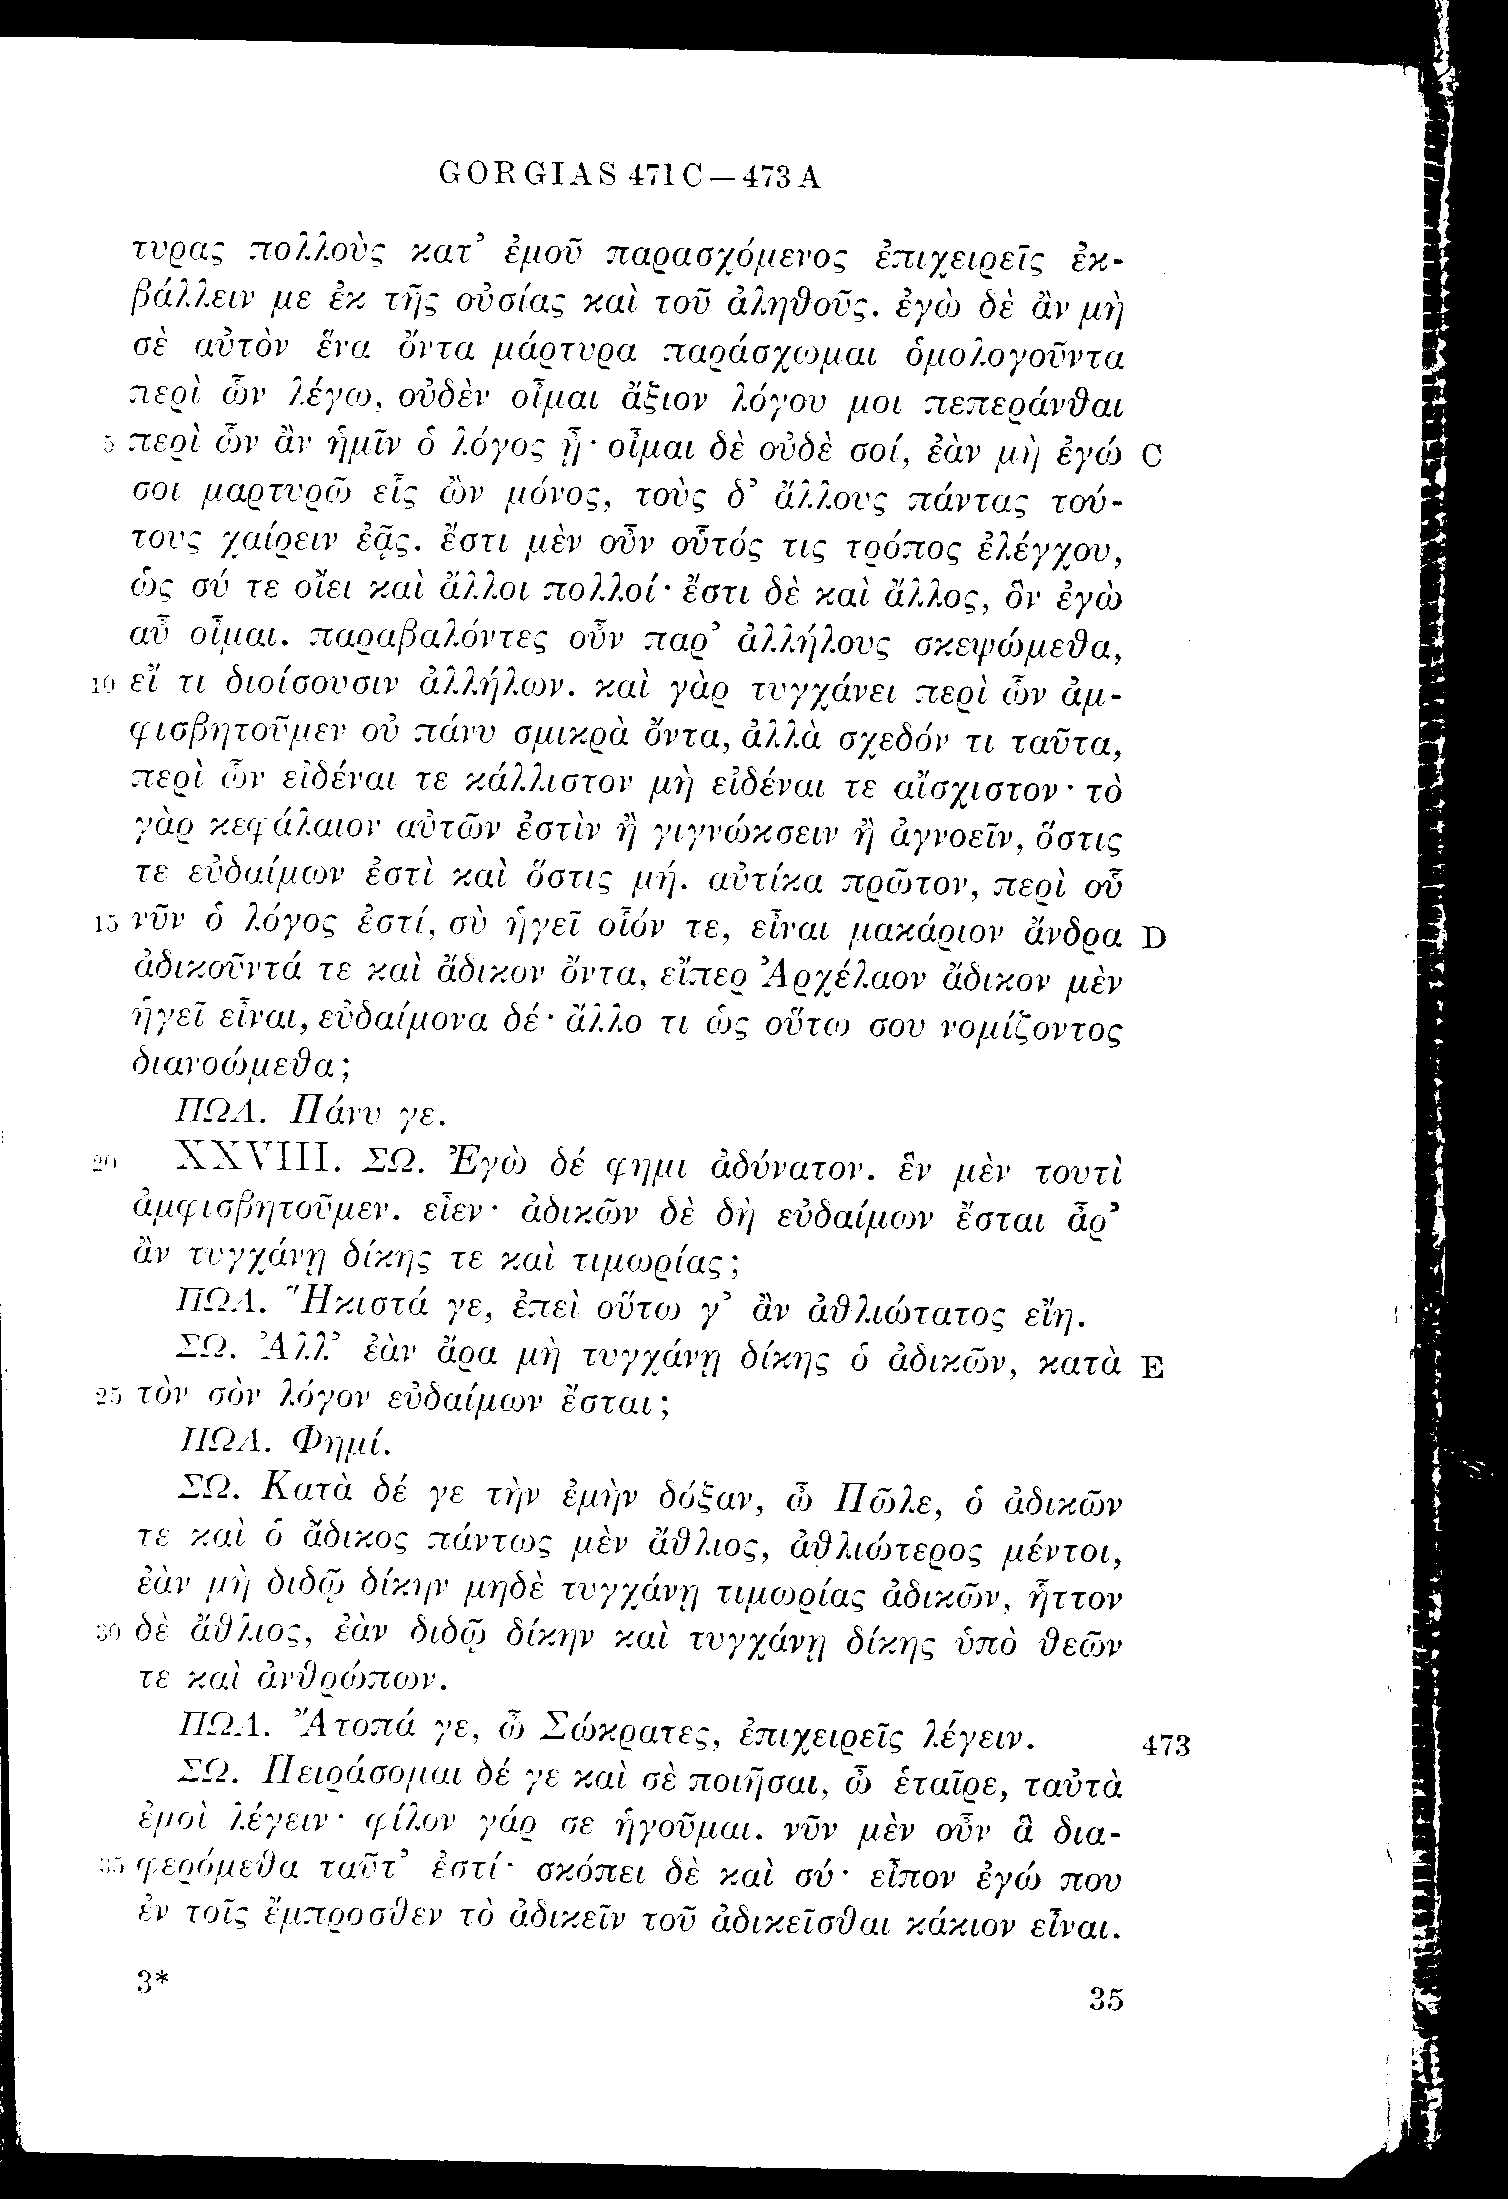 GORGIAS 471C—473A
τυρας πολλοὺς κατ’ ἐμοῦ παρασχόμενος ἐπιχειρεῖς ἐκ-
βάλλειν με ἐκ τῆς οὐσίας καὶ τοῦ ἀληθοῦς. ἐγὼ δὲ ἂν μὴ
σὲ αὐτὸν ἕνα ὄντα μάρτυρα παράσχωμαι ὁμολογοῦντα
περὶ ὧν λέγω, οὐδὲν οἶμαι ἄξιον λόγου μοι πεπεράνθαι
5 περὶ ὧν ἂν ἡμῖν ὁ λόγος ᾖ· οἶμαι δὲ οὐδὲ σοί, ἐὰν μὴ ἐγώ C
σοι μαρτυρῶ εἷς ὢν μόνος, τοὺς δ’ ἄλλους πάντας τού-
τους χαίρειν ἐᾷς. ἔστι μὲν οὖν οὗτός τις τρόπος ἐλέγχου,
ὡς σύ τε οἴει καὶ ἄλλοι πολλοί· ἔστι δὲ καὶ ἄλλος, ὃν ἐγὼ
αὖ οἶμαι. παραβαλόντες οὖν παρ’ ἀλλήλους σκεψώμεθα,
10 εἴ τι διοίσουσιν ἀλλήλων. καὶ γὰρ τυγχάνει περὶ ὧν ἀμ-
φισβητοῦμεν οὐ πάνυ σμικρὰ ὄντα, ἀλλὰ σχεδόν τι ταῦτα,
περὶ ὧν εἰδέναι τε κάλλιστον μὴ εἰδέναι τε αἴσχιστον· τὸ
γὰρ κεφάλαιον αὐτῶν ἐστὶν ἢ γιγνώκσειν ἢ ἀγνοεῖν, ὅστις
τε εὐδαίμων ἐστὶ καὶ ὅστις μή. αὐτίκα πρῶτον, περὶ οὗ
15 νῦν ὁ λόγος ἐστί, σὺ ἡγεῖ οἷόν τε, εἶναι μακάριον ἄνδρα D
ἀδικοῦντά τε καὶ ἄδικον ὄντα, εἴπερ Ἀρχέλαον ἄδικον μὲν
ἡγεῖ εἶναι, εὐδαίμονα δέ· ἄλλο τι ὡς οὕτω σου νομίζοντος
διανοώμεθα;
ΠΩΛ. Πάνυ γε.
20 XXVIII. ΣΩ. Ἐγὼ δέ φημι ἀδύνατον. ἓν μὲν τουτὶ
ἀμφισβητοῦμεν. εἶεν· ἀδικῶν δὲ δὴ εὐδαίμων ἔσται ἆρ’
ἂν τυγχάνῃ δίκης τε καὶ τιμωρίας;
ΠΩΛ. Ἥκιστά γε, ἐπεὶ οὕτω γ’ ἂν ἀθλιώτατος εἴη.
ΣΩ. Ἀλλ’ ἐὰν ἄρα μὴ τυγχάνῃ δίκης ὁ ἀδικῶν, κατὰ E
25 τὸν σὸν λόγον εὐδαίμων ἔσται;
ΠΩΛ. Φημί.
ΣΩ. Κατὰ δέ γε τὴν ἐμὴν δόξαν, ὦ Πῶλε, ὁ ἀδικῶν
τε καὶ ὁ ἄδικος πάντως μὲν ἄθλιος, ἀθλιώτερος μέντοι,
ἐὰν μὴ διδῷ δίκην μηδὲ τυγχάνῃ τιμωρίας ἀδικῶν, ἧττον
30 δὲ ἄθλιος, ἐὰν διδῷ δίκην καὶ τυγχάνῃ δίκης ὑπὸ θεῶν
τε καὶ ἀνθρώπων.
ΠΩΛ. Ἄτοπά γε, ὦ Σώκρατες, ἐπιχειρεῖς λέγειν. 473
ΣΩ. Πειράσομαι δέ γε καὶ σὲ ποιῆσαι, ὦ ἑταῖρε, ταὐτὰ
ἐμοὶ λέγειν· φίλον γάρ σε ἡγοῦμαι. νῦν μὲν οὖν ἃ δια-
35 φερόμεθα ταῦτ’ ἐστί· σκόπει δὲ καὶ σύ· εἶπον ἐγώ που
ἐν τοῖς ἔμπροσθεν τὸ ἀδικεῖν τοῦ ἀδικεῖσθαι κάκιον εἶναι.
3*
35